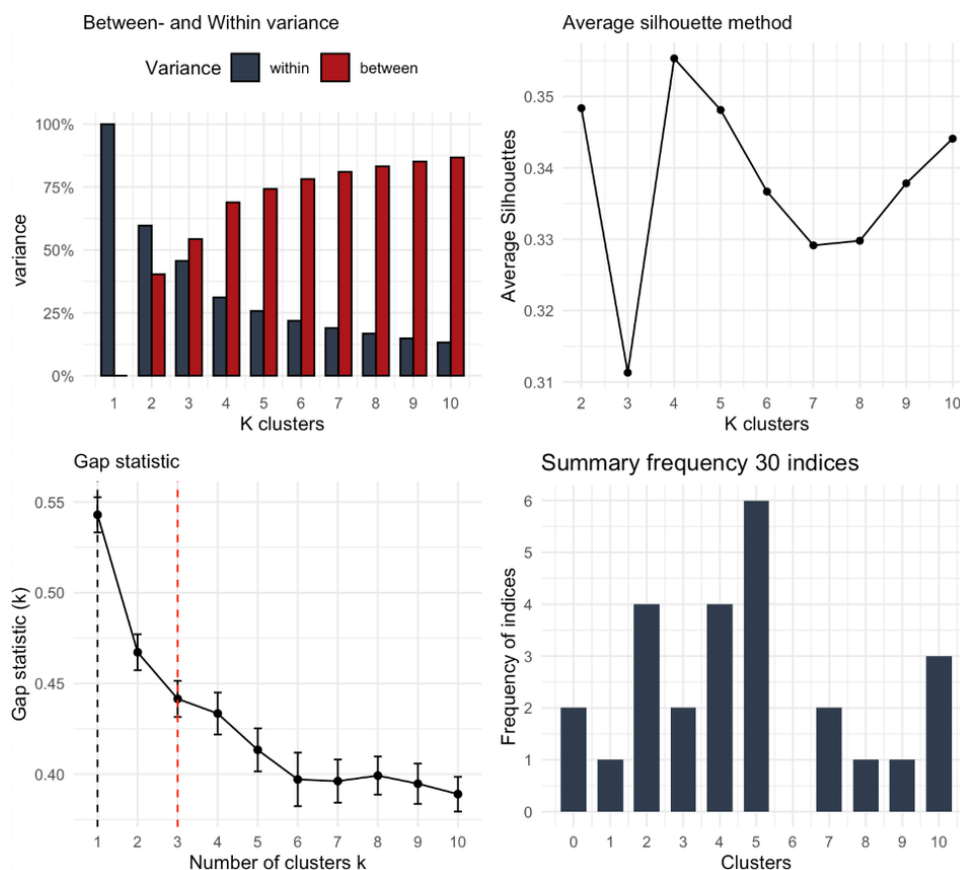 Between- and Within variance
Variance within between
variance
100%
75%
50%
25%
0%
1 2 3 4 5 6 7 8 9 10
K clusters
Average silhouette method
Average Silhouettes
0.35
0.34
0.33
0.32
0.31
2 3 4 5 6 7 8 9 10
K clusters
Gap statistic
Gap statistic (k)
0.55
0.50
0.45
0.40
1 2 3 4 5 6 7 8 9 10
Number of clusters k
Summary frequency 30 indices
Frequency of indices
6
5
4
3
2
1
0
0 1 2 3 4 5 6 7 8 9 10
Clusters